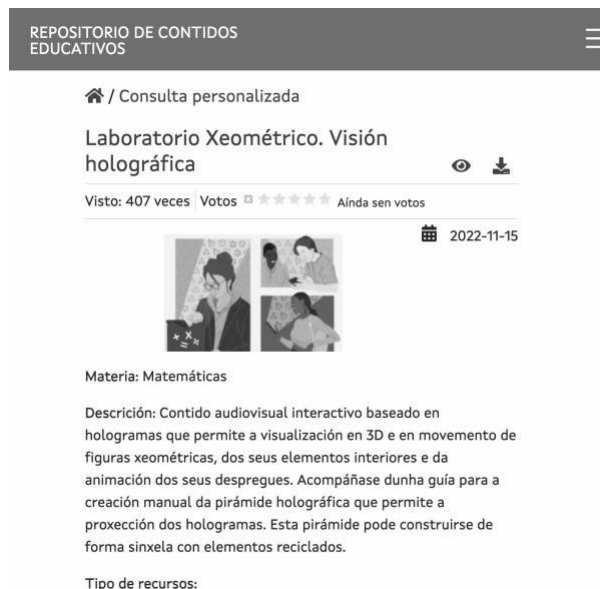 REPOSITORIO DE CONTIDOS
EDUCATIVOS
/ Consulta personalizada
Laboratorio Xeométrico. Visión
holográfica
Visto: 407 veces Votos Aínda sen votos
2022-11-15
Materia: Matemáticas
Descrición: Contido audiovisual interactivo baseado en
hologramas que permite a visualización en 3D e en movemento de
figuras xeométricas, dos seus elementos interiores e da
animación dos seus despregues. Acompáñase dunha guía para a
creación manual da pirámide holográfica que permite a
proxección dos hologramas. Esta pirámide pode construirse de
forma sinxela con elementos reciclados.
Tipo de recursos: